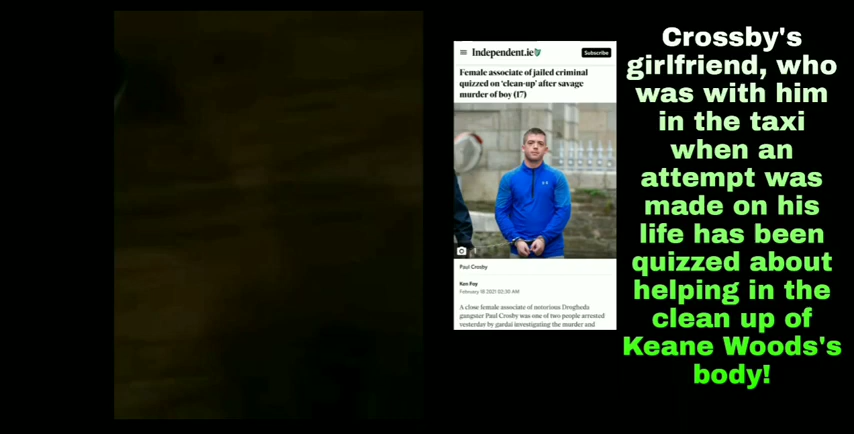 Independent.ie
Subscribe
Female associate of jailed criminal
quizzed on 'clean-up' after savage
murder of boy (17)
1
Paul Crosby
Ken Foy
February 18 2021 02:30 AM
A close female associate of notorious Drogheda
gangster Paul Crosby was one of two people arrested
yesterday by gardaí investigating the murder and
Crossby's
girlfriend, who
was with him
in the taxi
when an
attempt was
made on his
life has been
quizzed about
helping in the
clean up of
Keane Woods's
body!